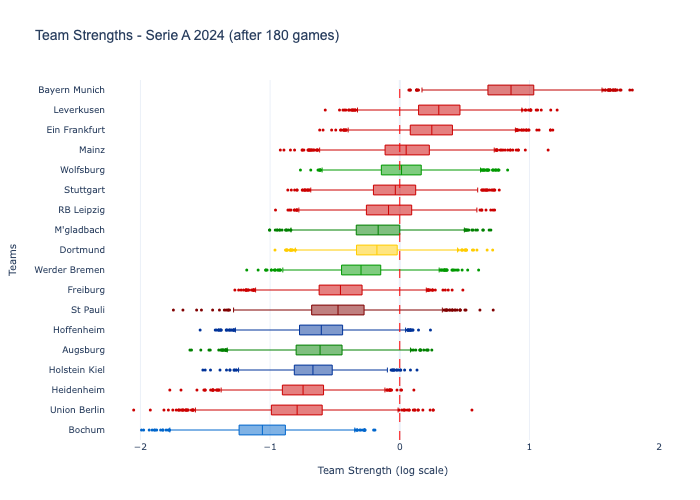 Team Strengths - Serie A 2024 (after 180 games)
Bayern Munich
Leverkusen
Ein Frankfurt
Mainz
Wolfsburg
Stuttgart
RB Leipzig
M'gladbach
Dortmund
Werder Bremen
Freiburg
St Pauli
Hoffenheim
Augsburg
Holstein Kiel
Heidenheim
Union Berlin
Bochum
Teams
−2 −1 0 1 2
Team Strength (log scale)